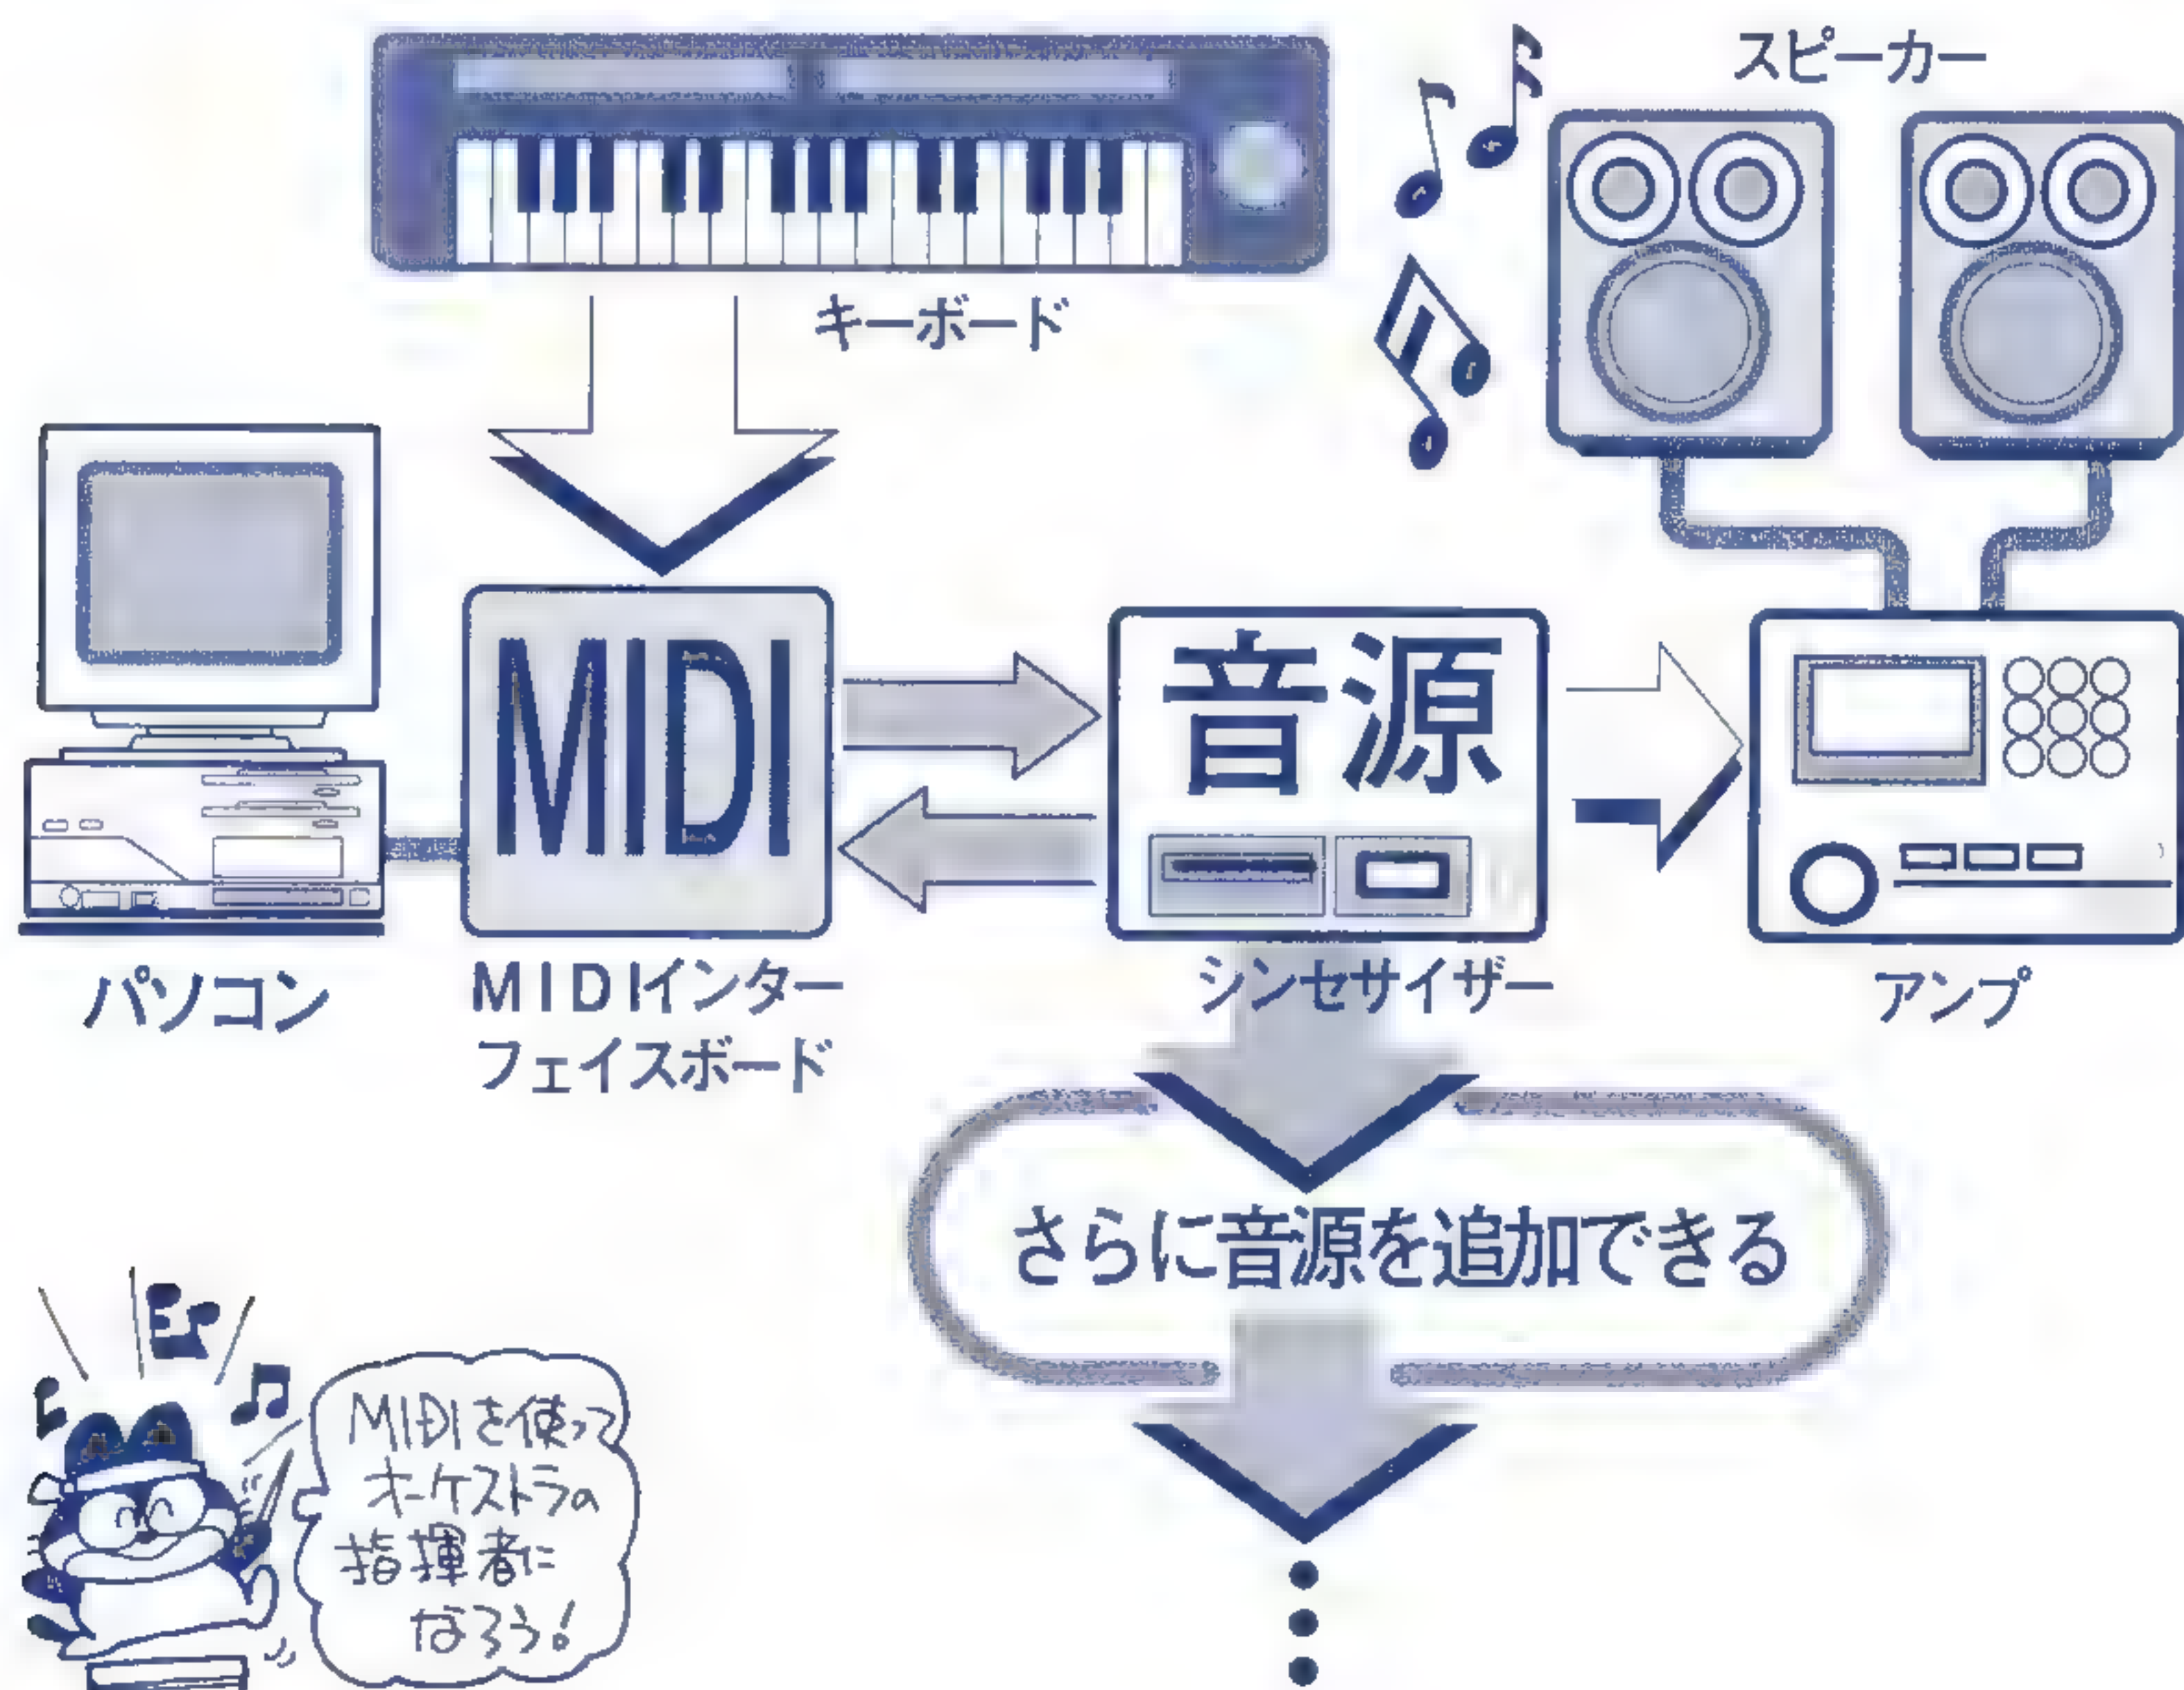 スピーカー
キーボード
MIDI
音源
パソコン
MIDIインター
フェイスボード
シンセサイザー
アンプ
さらに音源を追加できる
MIDIを使って
オーケストラの
指揮者に
なろう!